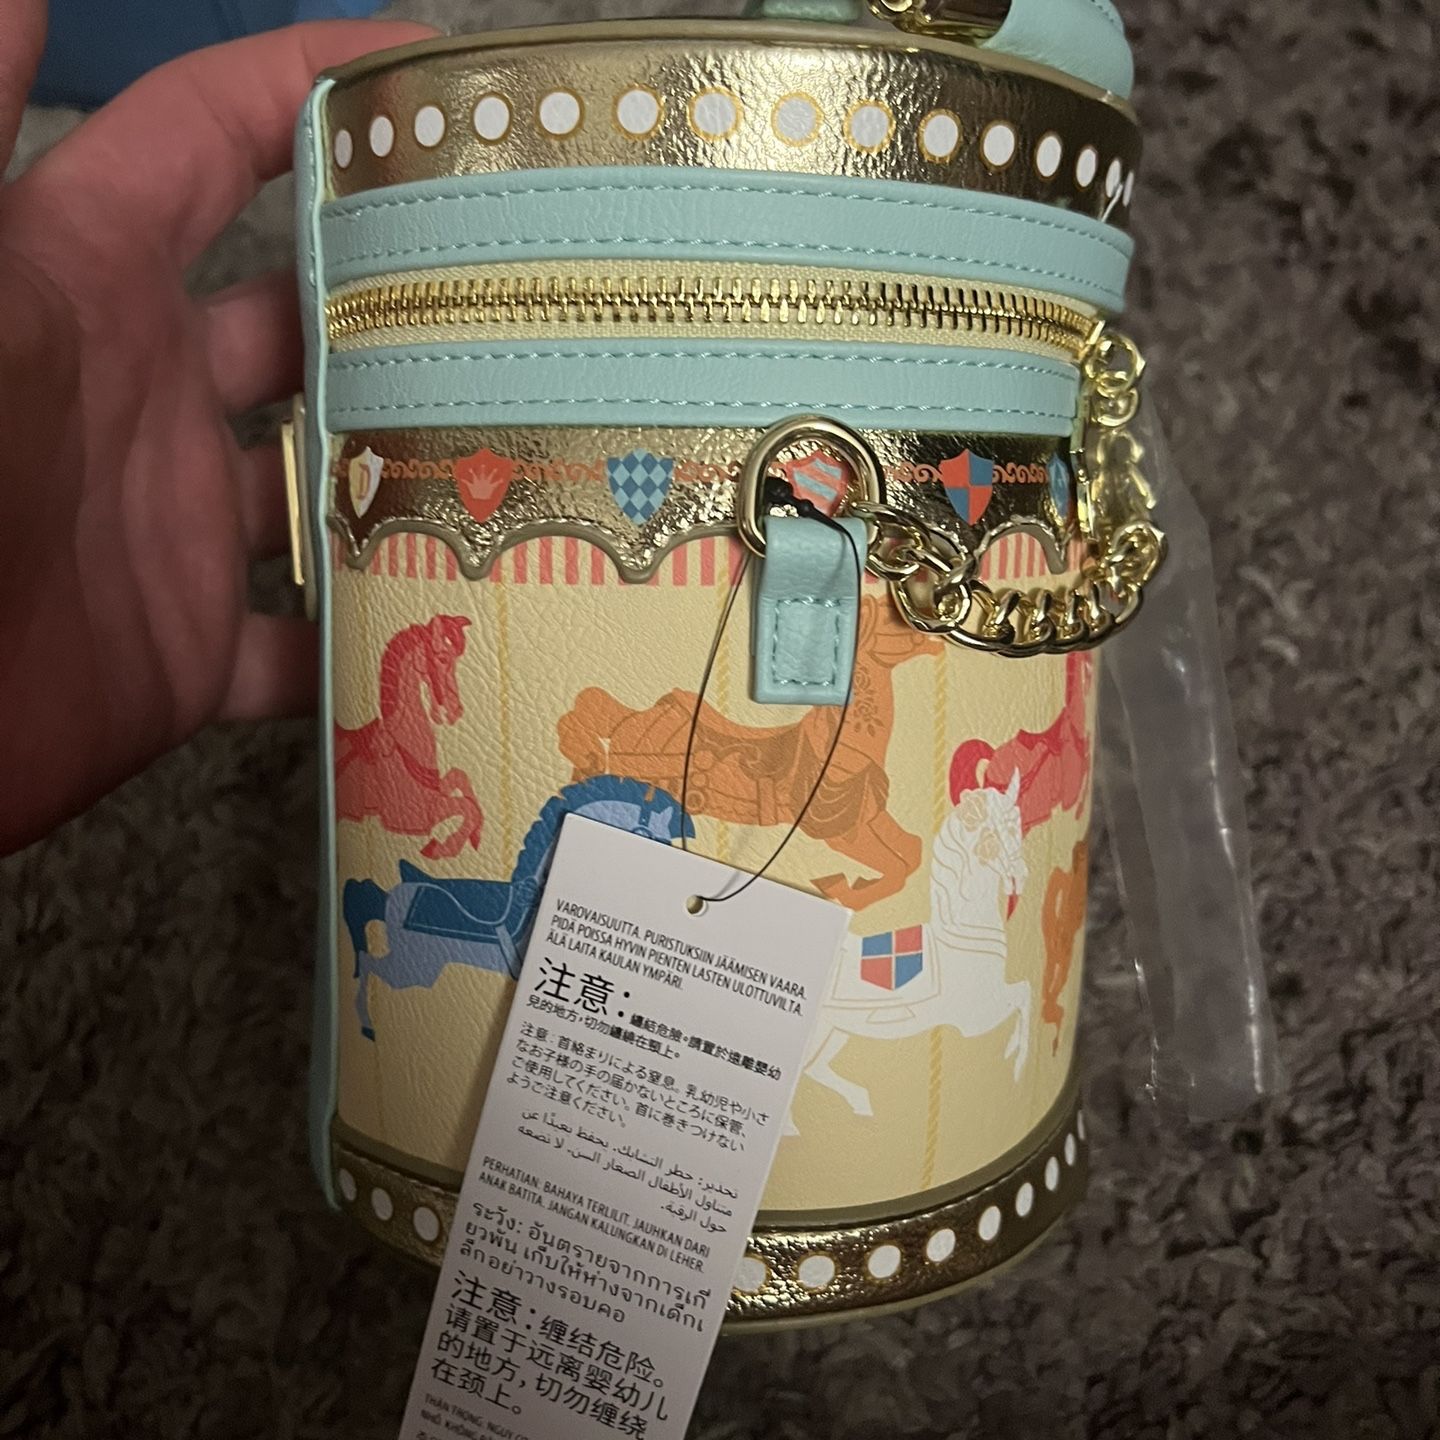 D
VAROVAISUUTTA. PURISTUKSIIN JÄÄMISEN VAARA.
PIDÄ POISSA HYVIN PIENTEN LASTEN ULOTTUVILTA.
ÄLÄ LAITA KAULAN YMPÄRI.
注意：纏結危險。請置於遠離嬰幼
兒的地方，切勿纏繞在頸上。
注意：首絡まりによる窒息。乳幼児や小さ
なお子様の手の届かないところに保管、
ご使用してください。首に巻きつけない
ようご注意ください。
تحذير: خطر التشابك. يحفظ بعيدًا عن
متناول الأطفال الصغار السن. لا تضعه
حول الرقبة.
PERHATIAN: BAHAYA TERLILIT. JAUHKAN DARI
ANAK BATITA. JANGAN KALUNGKAN DI LEHER.
ระวัง: อันตรายจากการเกี่
ยวพัน เก็บให้ห่างจากเด็กเ
ล็ก อย่าวางรอบคอ
注意：缠结危险。
请置于远离婴幼儿
的地方，切勿缠绕
在颈上。
THẬN TRỌNG: NGUY